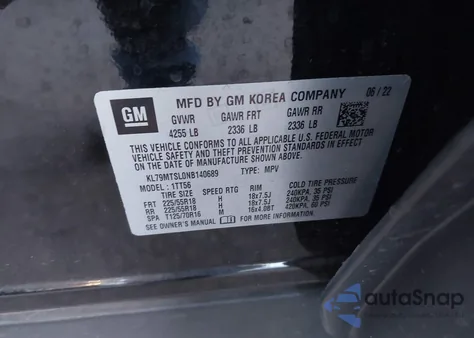 GM
MFD BY GM KOREA COMPANY 06/22
GVWR GAWR FRT GAWR RR
4255 LB 2336 LB 2336 LB
THIS VEHICLE CONFORMS TO ALL APPLICABLE U.S. FEDERAL MOTOR
VEHICLE SAFETY AND THEFT PREVENTION STANDARDS IN EFFECT ON THE
DATE OF MANUFACTURE SHOWN ABOVE.
KL79MTSL0NB140689 TYPE: MPV
MODEL: 1TT56
TIRE SIZE SPEED RTG RIM COLD TIRE PRESSURE
FRT 225/55R18 H 18x7.5J 240KPA, 35 PSI
RR 225/55R18 H 18x7.5J 240KPA, 35 PSI
SPA T125/70R16 M 16x4.0BT 420KPA, 60 PSI
SEE OWNER'S MANUAL FOR MORE INFORMATION.
autaSnap